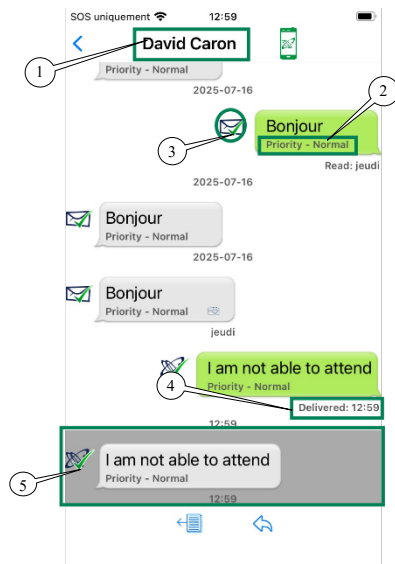 SOS uniquement 12:59
David Caron
1
Priority - Normal
2025-07-16
2
Bonjour
Priority - Normal
3
Read: jeudi
2025-07-16
Bonjour
Priority - Normal
2025-07-16
Bonjour
Priority - Normal
jeudi
I am not able to attend
Priority - Normal
4
Delivered: 12:59
12:59
I am not able to attend
Priority - Normal
5
12:59